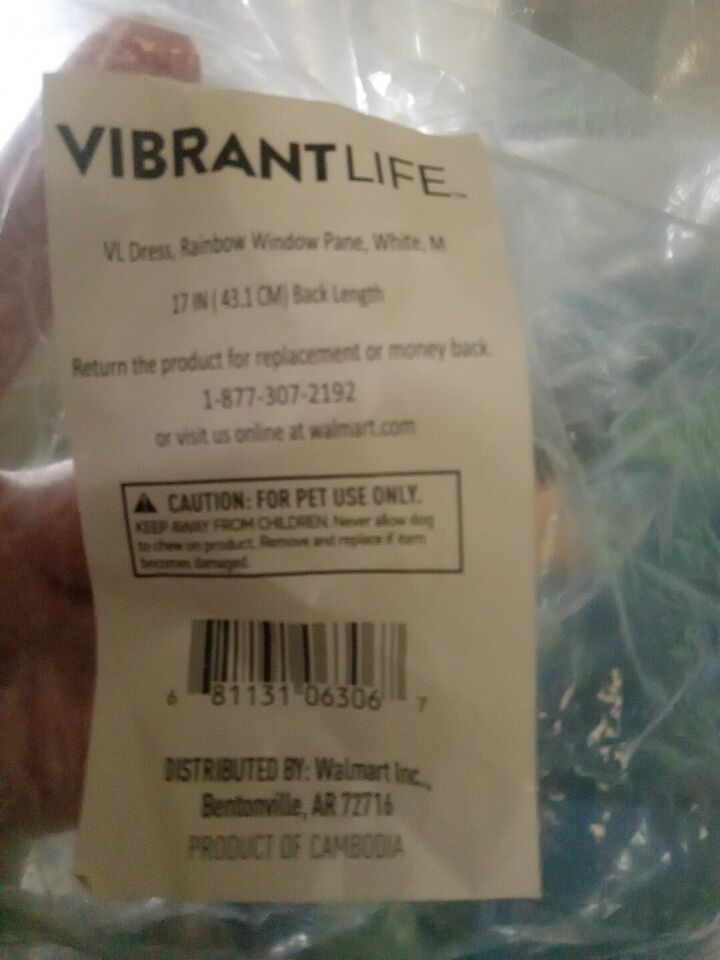 VIBRANT LIFE™
VL Dress, Rainbow Window Pane, White, M
17 IN ( 43.1 CM) Back Length
Return the product for replacement or money back.
1-877-307-2192
or visit us online at walmart.com
CAUTION: FOR PET USE ONLY.
KEEP AWAY FROM CHILDREN. Never allow dog
to chew on product. Remove and replace if item
becomes damaged.
6 81131 06306 7
DISTRIBUTED BY: Walmart Inc.,
Bentonville, AR 72716
PRODUCT OF CAMBODIA